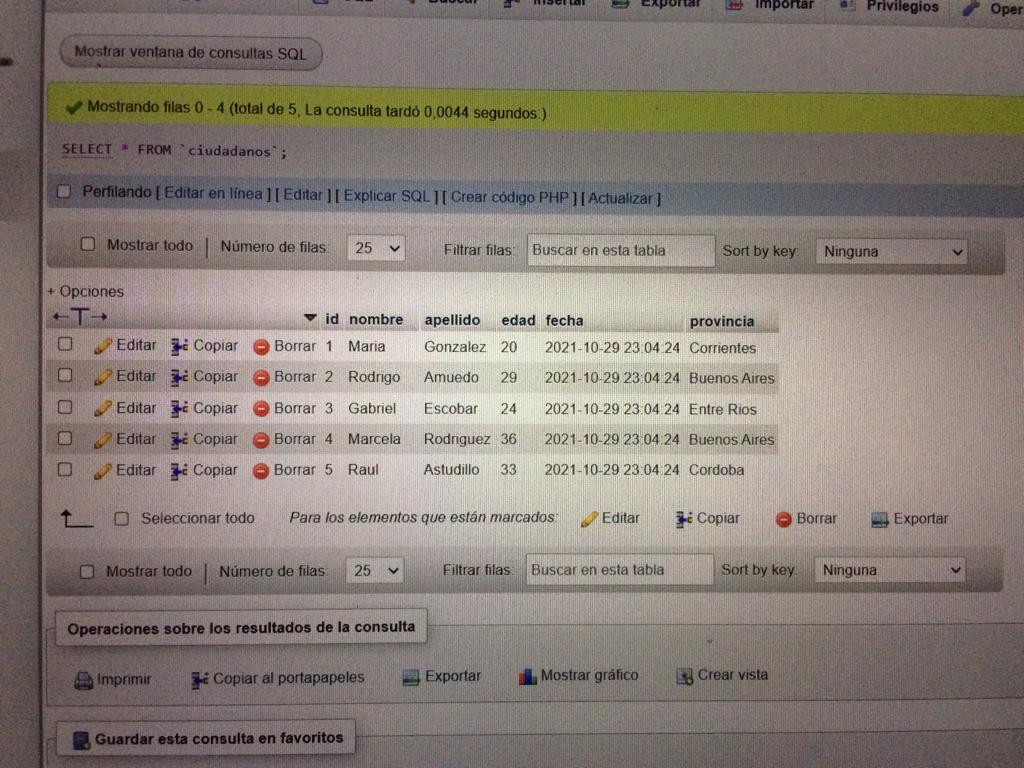 Buscar Insertar Exportar Importar Privilegios Oper
Mostrar ventana de consultas SQL
Mostrando filas 0 - 4 (total de 5, La consulta tardó 0,0044 segundos.)
SELECT * FROM `ciudadanos`;
Perfilando [ Editar en línea ] [ Editar ] [ Explicar SQL ] [ Crear código PHP ] [ Actualizar ]
Mostrar todo | Número de filas: 25 Filtrar filas: Buscar en esta tabla Sort by key: Ninguna
+ Opciones
←T→ id nombre apellido edad fecha provincia
Editar Copiar Borrar 1 Maria Gonzalez 20 2021-10-29 23:04:24 Corrientes
Editar Copiar Borrar 2 Rodrigo Amuedo 29 2021-10-29 23:04:24 Buenos Aires
Editar Copiar Borrar 3 Gabriel Escobar 24 2021-10-29 23:04:24 Entre Rios
Editar Copiar Borrar 4 Marcela Rodriguez 36 2021-10-29 23:04:24 Buenos Aires
Editar Copiar Borrar 5 Raul Astudillo 33 2021-10-29 23:04:24 Cordoba
Seleccionar todo Para los elementos que están marcados: Editar Copiar Borrar Exportar
Mostrar todo | Número de filas: 25 Filtrar filas: Buscar en esta tabla Sort by key: Ninguna
Operaciones sobre los resultados de la consulta
Imprimir Copiar al portapapeles Exportar Mostrar gráfico Crear vista
Guardar esta consulta en favoritos